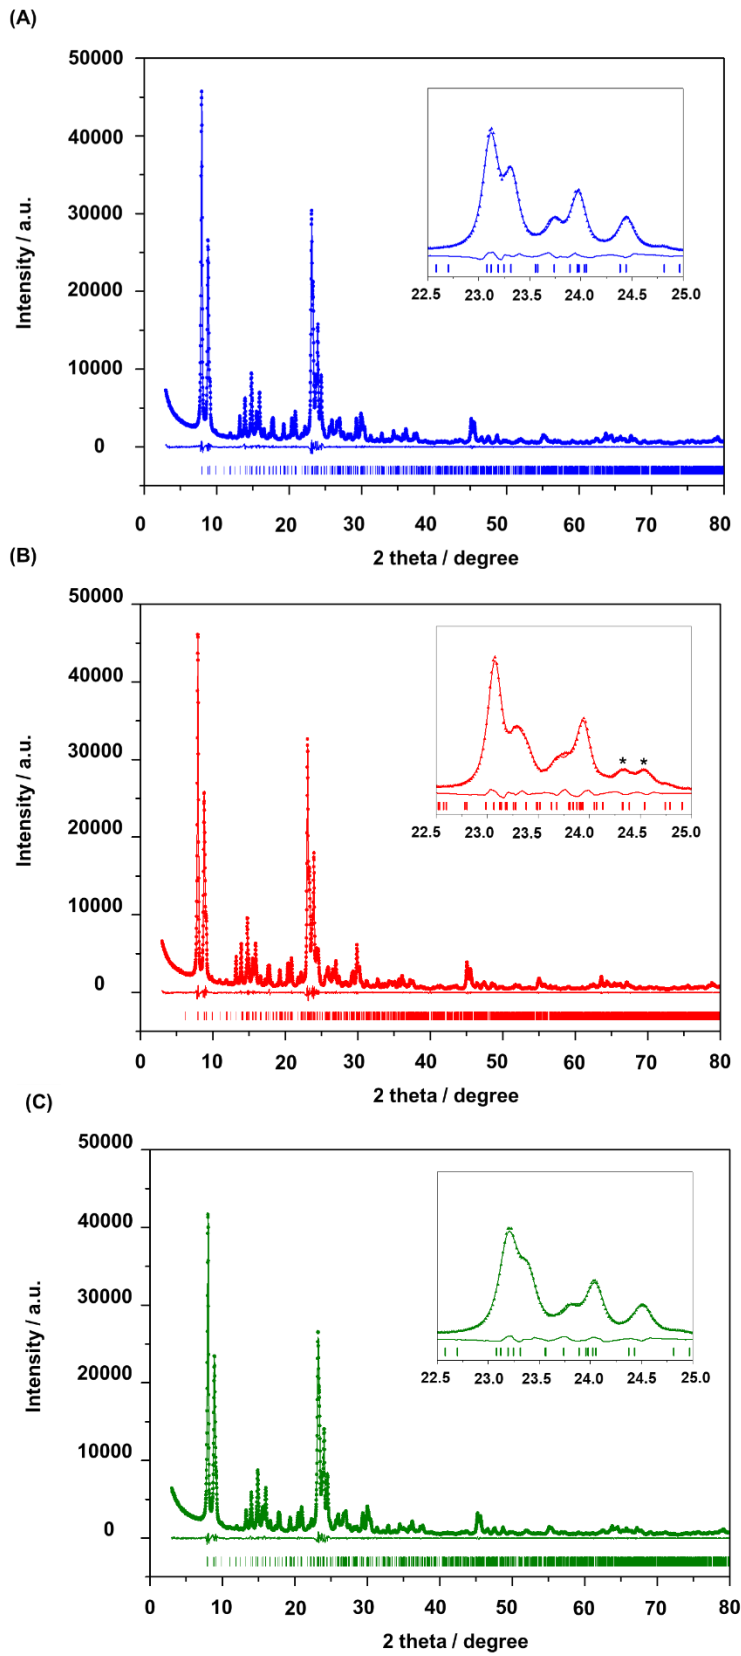 (A)
50000
40000
30000
20000
10000
0
Intensity / a.u.
22.5 23.0 23.5 24.0 24.5 25.0
0 10 20 30 40 50 60 70 80
2 theta / degree
(B)
50000
40000
30000
20000
10000
0
Intensity / a.u.
* *
22.5 23.0 23.5 24.0 24.5 25.0
0 10 20 30 40 50 60 70 80
2 theta / degree
(C)
50000
40000
30000
20000
10000
0
Intensity / a.u.
22.5 23.0 23.5 24.0 24.5 25.0
0 10 20 30 40 50 60 70 80
2 theta / degree